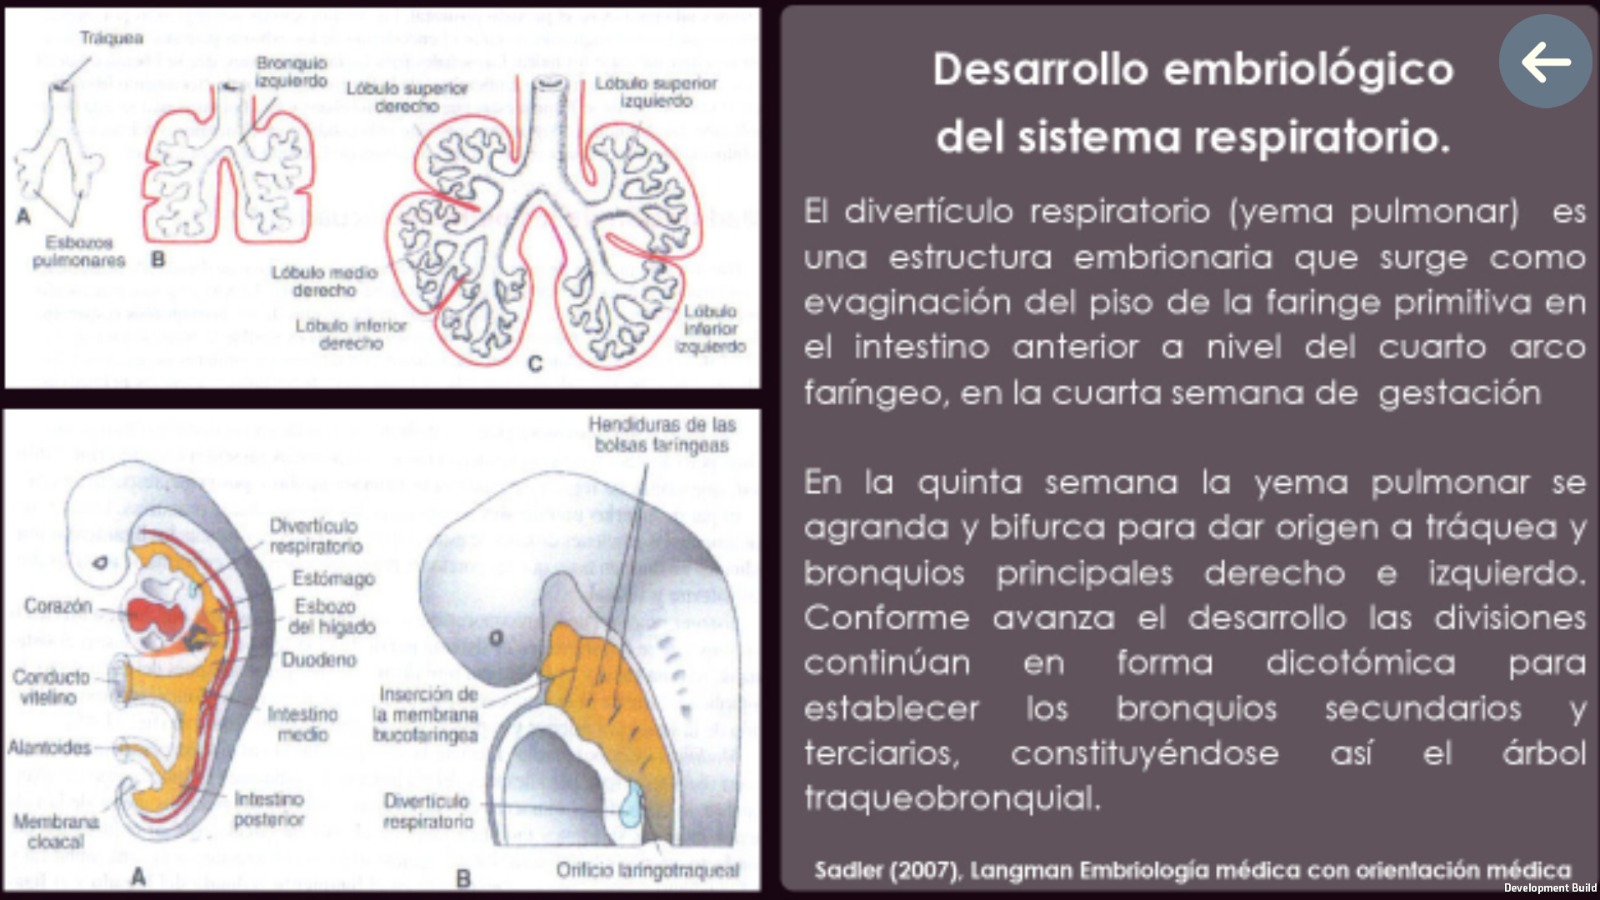 Tráquea
Bronquio
izquierdo
Lóbulo superior
derecho
Lóbulo superior
izquierdo
A
Esbozos
pulmonares
B
Lóbulo medio
derecho
Lóbulo inferior
derecho
Lóbulo
inferior
izquierdo
C
Hendiduras de las
bolsas faríngeas
Divertículo
respiratorio
Estómago
Esbozo
del hígado
Corazón
Duodeno
Conducto
vitelino
Intestino
medio
Alantoides
Intestino
posterior
Membrana
cloacal
A
Inserción de
la membrana
bucofaríngea
Divertículo
respiratorio
B
Orificio laringotraqueal
Desarrollo embriológico
del sistema respiratorio.
El divertículo respiratorio (yema pulmonar) es
una estructura embrionaria que surge como
evaginación del piso de la faringe primitiva en
el intestino anterior a nivel del cuarto arco
faríngeo, en la cuarta semana de gestación
En la quinta semana la yema pulmonar se
agranda y bifurca para dar origen a tráquea y
bronquios principales derecho e izquierdo.
Conforme avanza el desarrollo las divisiones
continúan en forma dicotómica para
establecer los bronquios secundarios y
terciarios, constituyéndose así el árbol
traqueobronquial.
Sadler (2007), Langman Embriología médica con orientación médica
Development Build